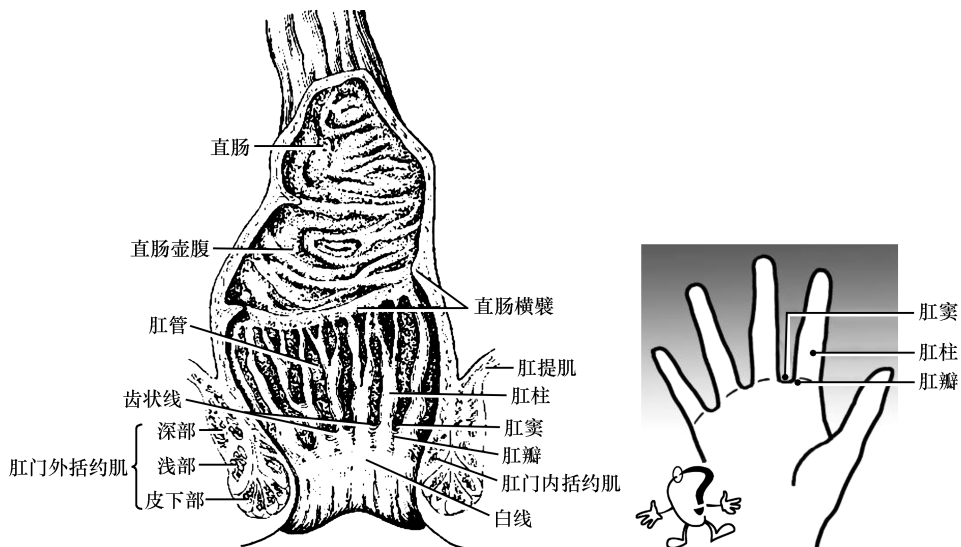 直肠
直肠壶腹
直肠横襞
肛管
肛提肌
肛柱
齿状线
肛窦
深部
肛瓣
肛门外括约肌
浅部
肛门内括约肌
皮下部
白线
肛窦
肛柱
肛瓣